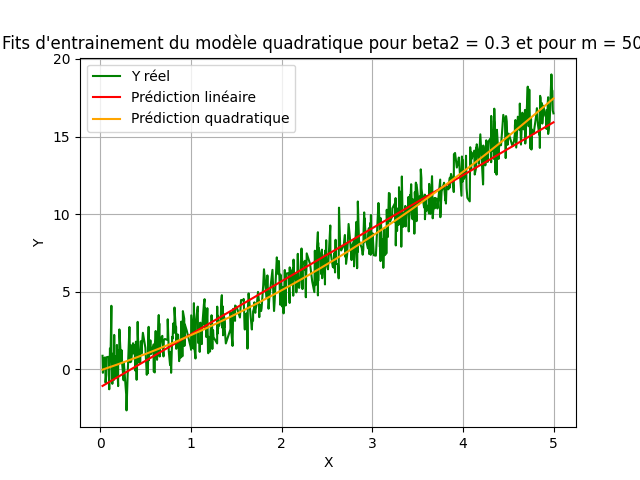 Fits d'entrainement du modèle quadratique pour beta2 = 0.3 et pour m = 50
Y réel
Prédiction linéaire
Prédiction quadratique
20
15
10
5
0
Y
0 1 2 3 4 5
X